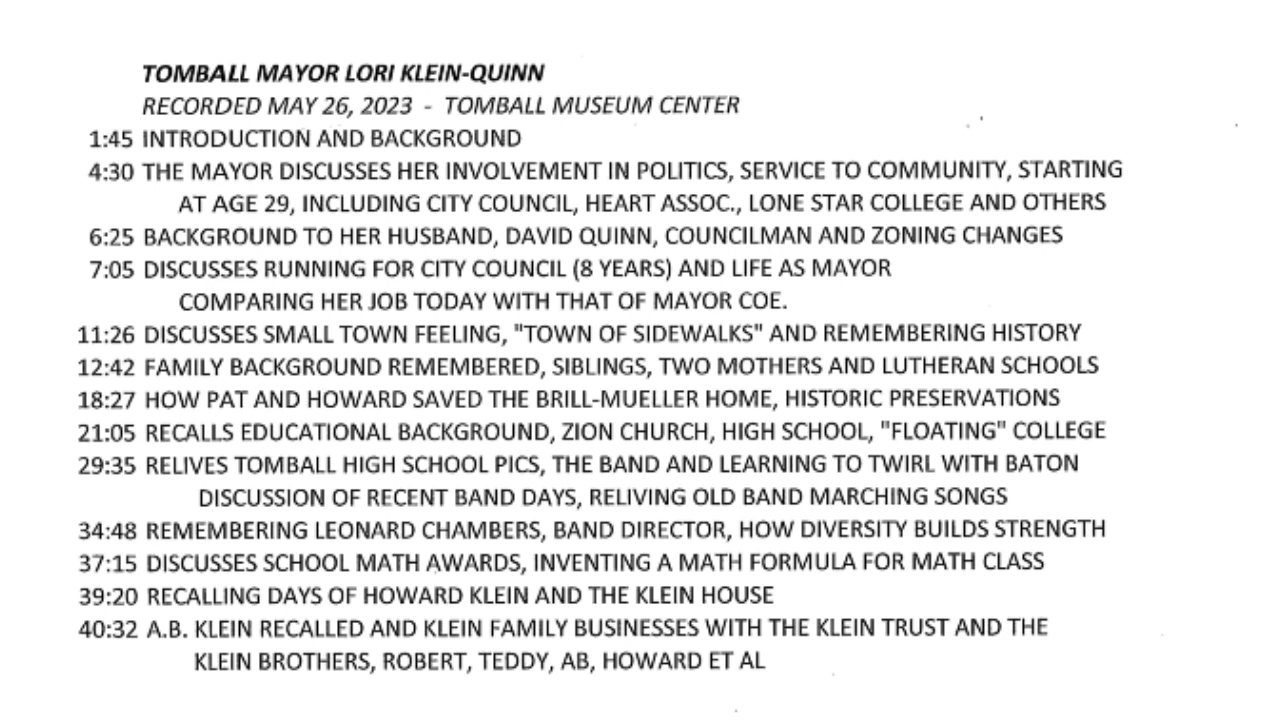 TOMBALL MAYOR LORI KLEIN-QUINN
RECORDED MAY 26, 2023 - TOMBALL MUSEUM CENTER
1:45 INTRODUCTION AND BACKGROUND
4:30 THE MAYOR DISCUSSES HER INVOLVEMENT IN POLITICS, SERVICE TO COMMUNITY, STARTING
AT AGE 29, INCLUDING CITY COUNCIL, HEART ASSOC., LONE STAR COLLEGE AND OTHERS
6:25 BACKGROUND TO HER HUSBAND, DAVID QUINN, COUNCILMAN AND ZONING CHANGES
7:05 DISCUSSES RUNNING FOR CITY COUNCIL (8 YEARS) AND LIFE AS MAYOR
COMPARING HER JOB TODAY WITH THAT OF MAYOR COE.
11:26 DISCUSSES SMALL TOWN FEELING, "TOWN OF SIDEWALKS" AND REMEMBERING HISTORY
12:42 FAMILY BACKGROUND REMEMBERED, SIBLINGS, TWO MOTHERS AND LUTHERAN SCHOOLS
18:27 HOW PAT AND HOWARD SAVED THE BRILL-MUELLER HOME, HISTORIC PRESERVATIONS
21:05 RECALLS EDUCATIONAL BACKGROUND, ZION CHURCH, HIGH SCHOOL, "FLOATING" COLLEGE
29:35 RELIVES TOMBALL HIGH SCHOOL PICS, THE BAND AND LEARNING TO TWIRL WITH BATON
DISCUSSION OF RECENT BAND DAYS, RELIVING OLD BAND MARCHING SONGS
34:48 REMEMBERING LEONARD CHAMBERS, BAND DIRECTOR, HOW DIVERSITY BUILDS STRENGTH
37:15 DISCUSSES SCHOOL MATH AWARDS, INVENTING A MATH FORMULA FOR MATH CLASS
39:20 RECALLING DAYS OF HOWARD KLEIN AND THE KLEIN HOUSE
40:32 A.B. KLEIN RECALLED AND KLEIN FAMILY BUSINESSES WITH THE KLEIN TRUST AND THE
KLEIN BROTHERS, ROBERT, TEDDY, AB, HOWARD ET AL